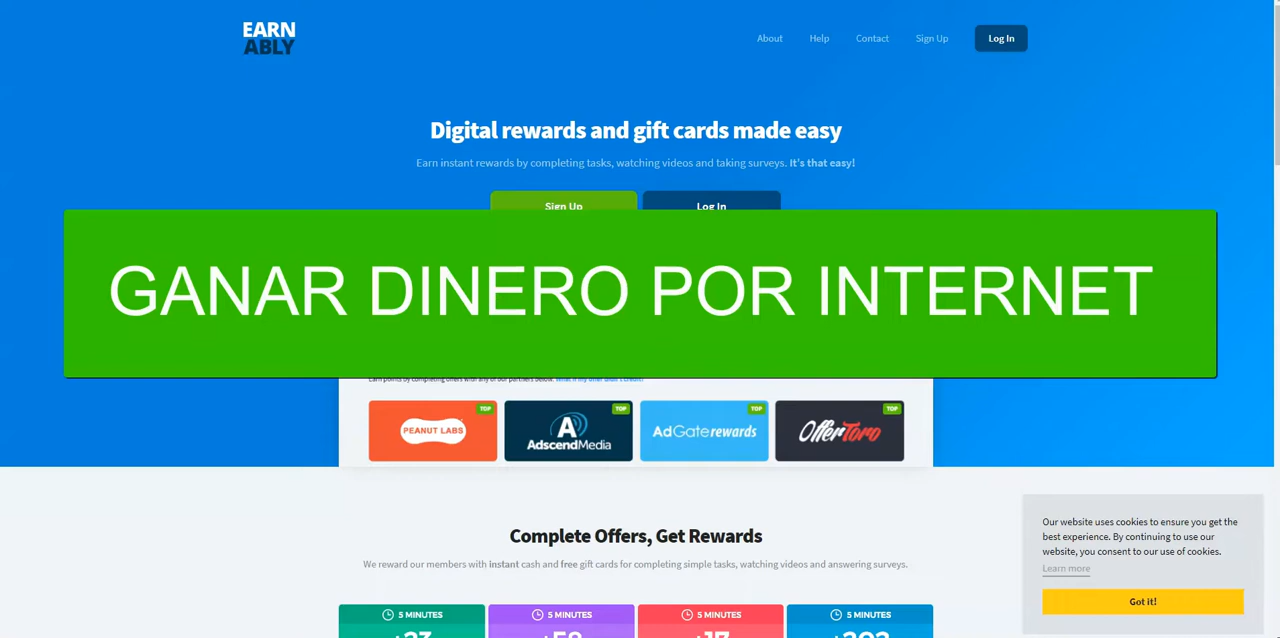 EARN
ABLY
About Help Contact Sign Up Log In
Digital rewards and gift cards made easy
Earn instant rewards by completing tasks, watching videos and taking surveys. It's that easy!
Sign Up Log In
GANAR DINERO POR INTERNET
Earn points by completing offers with any of our partners below.
TOP TOP TOP TOP
PEANUT LABS AdscendMedia AdGate rewards OfferToro
Complete Offers, Get Rewards
We reward our members with instant cash and free gift cards for completing simple tasks, watching videos and answering surveys.
5 MINUTES 5 MINUTES 5 MINUTES 5 MINUTES
Our website uses cookies to ensure you get the
best experience. By continuing to use our
website, you consent to our use of cookies.
Learn more
Got it!